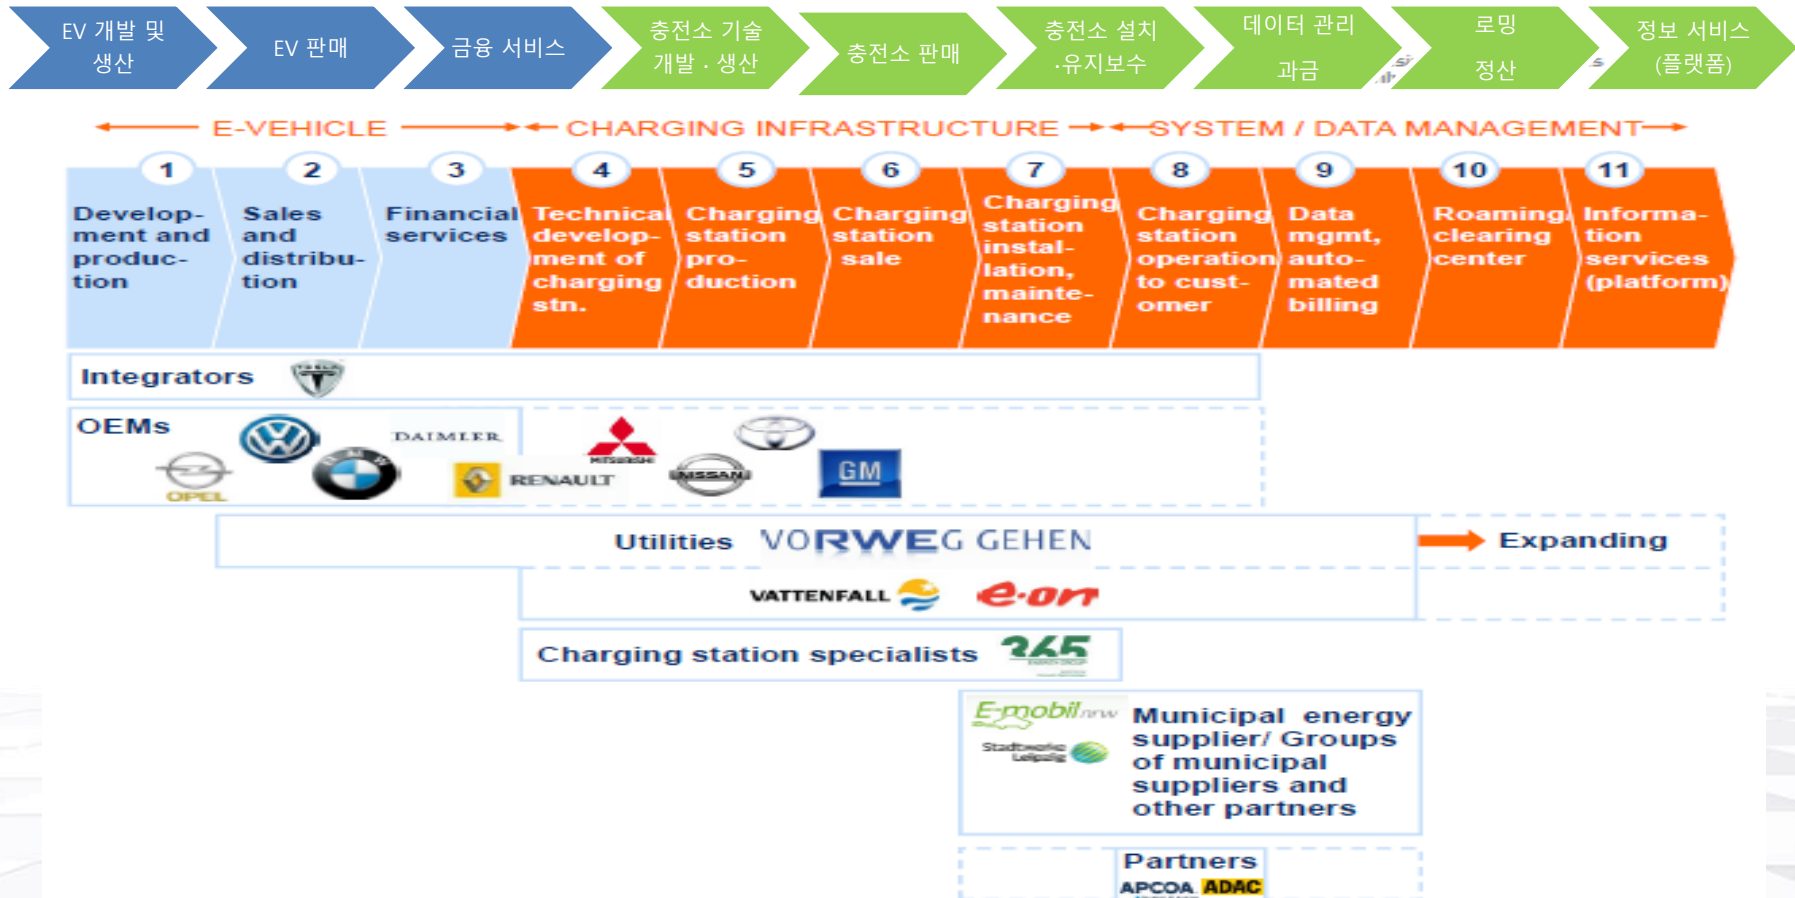 EV 개발 및
생산
EV 판매
금융 서비스
충전소 기술
개발 · 생산
충전소 판매
충전소 설치
·유지보수
데이터 관리
과금
로밍
정산
정보 서비스
(플랫폼)
E-VEHICLE
CHARGING INFRASTRUCTURE
SYSTEM / DATA MANAGEMENT
1
2
3
4
5
6
7
8
9
10
11
Develop-
ment and
produc-
tion
Sales
and
distribu-
tion
Financial
services
Technical
develop-
ment of
charging
stn.
Charging
station
pro-
duction
Charging
station
sale
Charging
station
instal-
lation,
mainte-
nance
Charging
station
operation
to cust-
omer
Data
mgmt,
auto-
mated
billing
Roaming/
clearing
center
Informa-
tion
services
(platform)
Integrators
TESLA
OEMs
DAIMLER
BMW
OPEL
RENAULT
MITSUBISHI
NISSAN
GM
Utilities
VORWEG GEHEN
Expanding
VATTENFALL
e·on
Charging station specialists
365
E-mobil nrw
Stadtwerke
Leipzig
Municipal energy
supplier/ Groups
of municipal
suppliers and
other partners
Partners
APCOA
ADAC